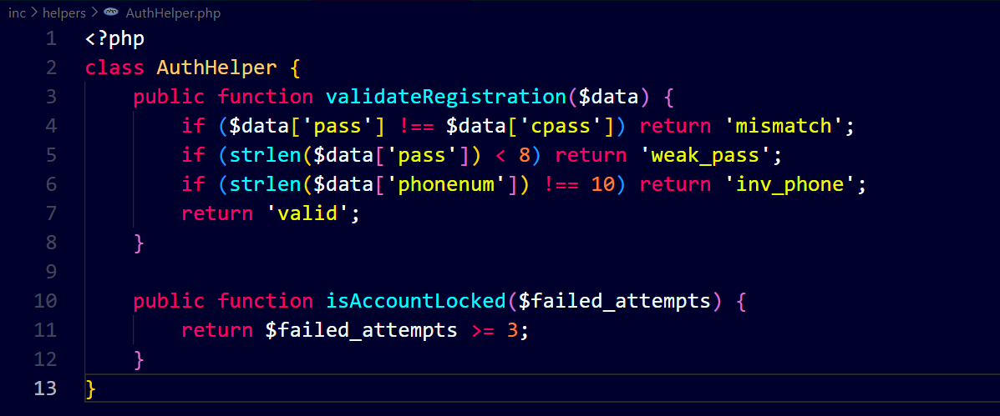 inc > helpers > php AuthHelper.php
1 <?php
2 class AuthHelper {
3     public function validateRegistration($data) {
4         if ($data['pass'] !== $data['cpass']) return 'mismatch';
5         if (strlen($data['pass']) < 8) return 'weak_pass';
6         if (strlen($data['phonenum']) !== 10) return 'inv_phone';
7         return 'valid';
8     }
9
10     public function isAccountLocked($failed_attempts) {
11         return $failed_attempts >= 3;
12     }
13 }